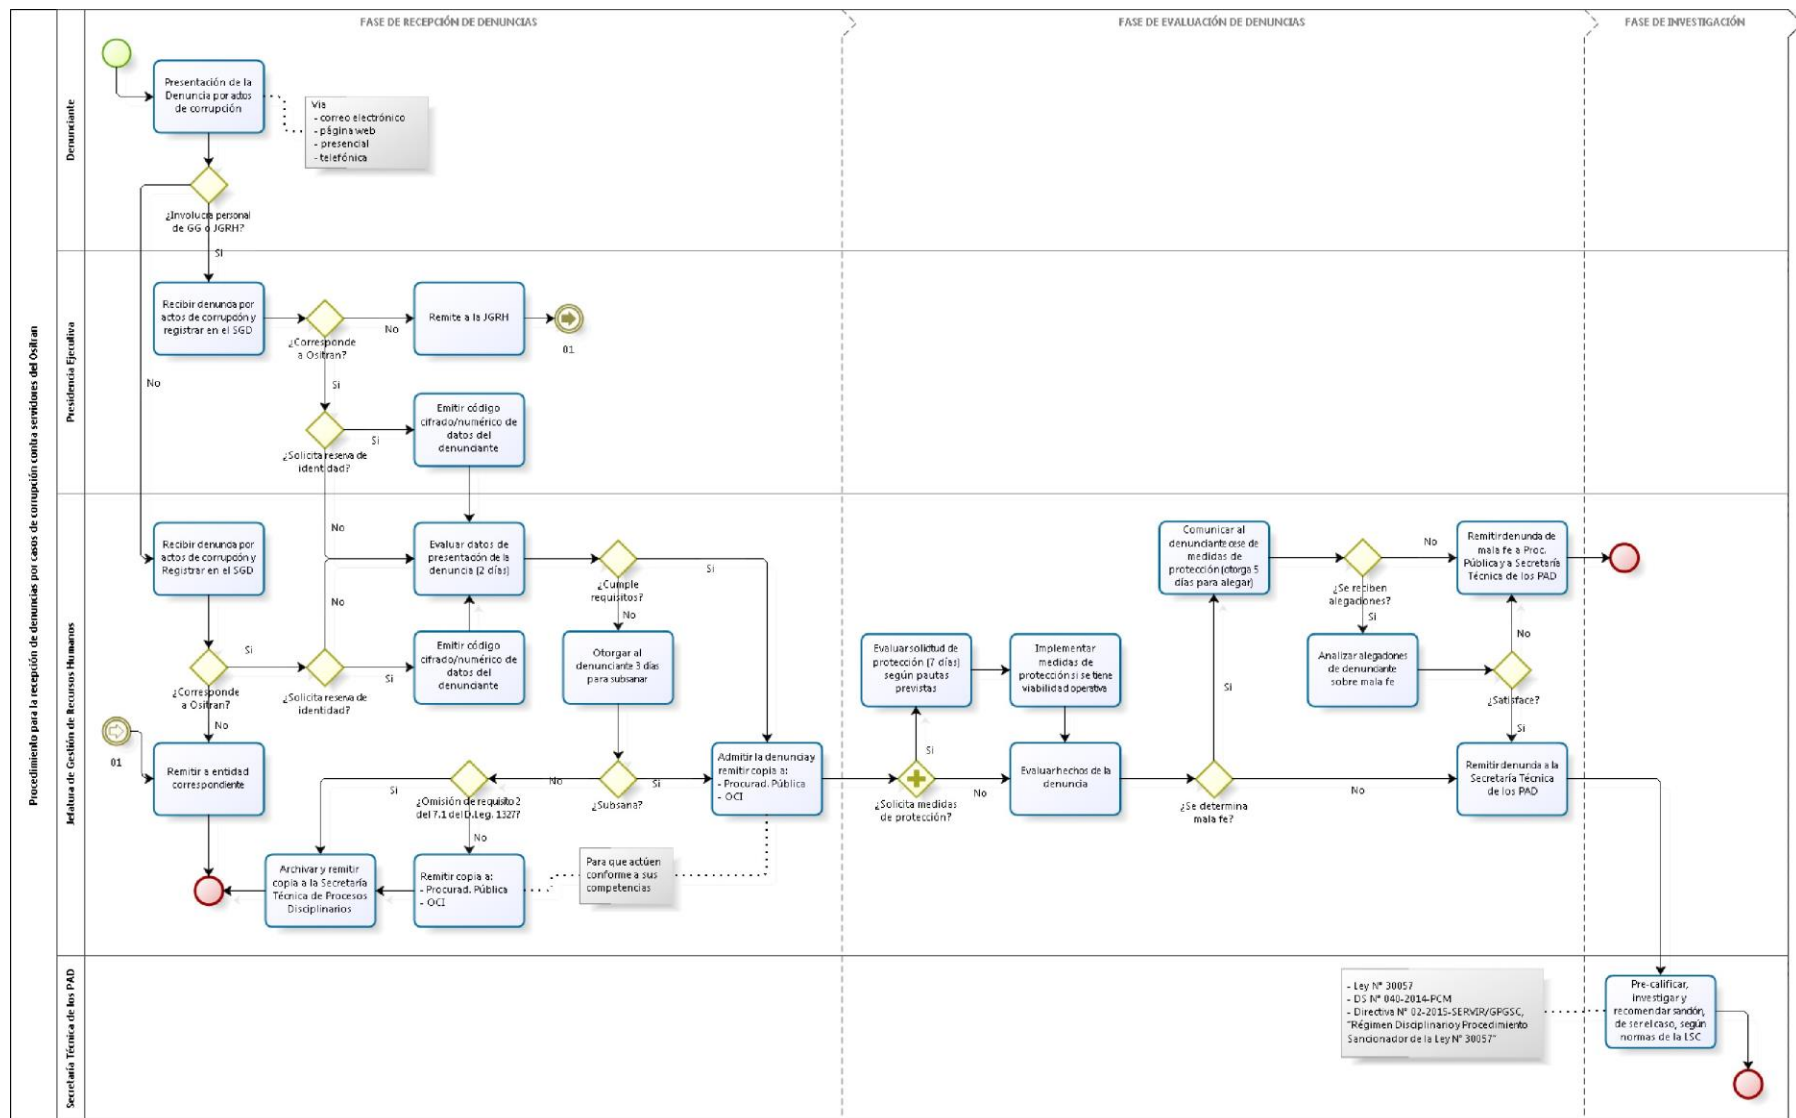 FASE DE RECEPCIÓN DE DENUNCIAS
FASE DE EVALUACIÓN DE DENUNCIAS
FASE DE INVESTIGACIÓN
Procedimiento para la recepción de denuncias por casos de corrupción contra servidores del Ositran
Denunciante
Presentación de la
Denuncia por actos
de corrupción
Via
- correo electrónico
- página web
- presencial
- telefónica
¿Involucra personal
de GG o JGRH?
Si
No
Presidencia Ejecutiva
Recibir denuncia por
actos de corrupción y
registrar en el SGD
¿Corresponde
a Ositran?
No
Remite a la JGRH
01
Si
¿Solicita reserva de
identidad?
Si
Emitir código
cifrado/numérico de
datos del
denunciante
No
Jefatura de Gestión de Recursos Humanos
Recibir denuncia por
actos de corrupción y
Registrar en el SGD
Evaluar datos de
presentación de la
denuncia (2 días)
¿Cumple
requisitos?
Si
No
No
Si
¿Corresponde
a Ositran?
No
¿Solicita reserva de
identidad?
Si
Emitir código
cifrado/numérico de
datos del
denunciante
Otorgar al
denunciante 3 días
para subsanar
01
Remitir a entidad
correspondiente
Si
¿Omisión de requisito 2
del 7.1 del D.Leg. 1327?
No
No
¿Subsana?
Si
Admitir la denuncia y
remitir copia a:
- Procurad. Pública
- OCI
Archivar y remitir
copia a la Secretaría
Técnica de Procesos
Disciplinarios
Remitir copia a:
- Procurad. Pública
- OCI
Para que actúen
conforme a sus
competencias
Evaluar solicitud de
protección (7 días)
según pautas
previstas
Implementar
medidas de
protección si se tiene
viabilidad operativa
Si
¿Solicita medidas
de protección?
No
Evaluar hechos de la
denuncia
¿Se determina
mala fe?
Si
No
Comunicar al
denunciante cese de
medidas de
protección (otorga 5
días para alegar)
¿Se reciben
alegaciones?
No
Si
Remitir denuncia de
mala fe a Proc.
Pública y a Secretaría
Técnica de los PAD
Analizar alegaciones
de denunciante
sobre mala fe
No
¿Satisface?
Si
Remitir denuncia a la
Secretaría Técnica
de los PAD
Secretaría Técnica de los PAD
- Ley N° 30057
- DS N° 040-2014-PCM
- Directiva N° 02-2015-SERVIR/GPGSC,
"Régimen Disciplinario y Procedimiento
Sancionador de la Ley N° 30057"
Pre-calificar,
investigar y
recomendar sanción,
de ser el caso, según
normas de la LSC